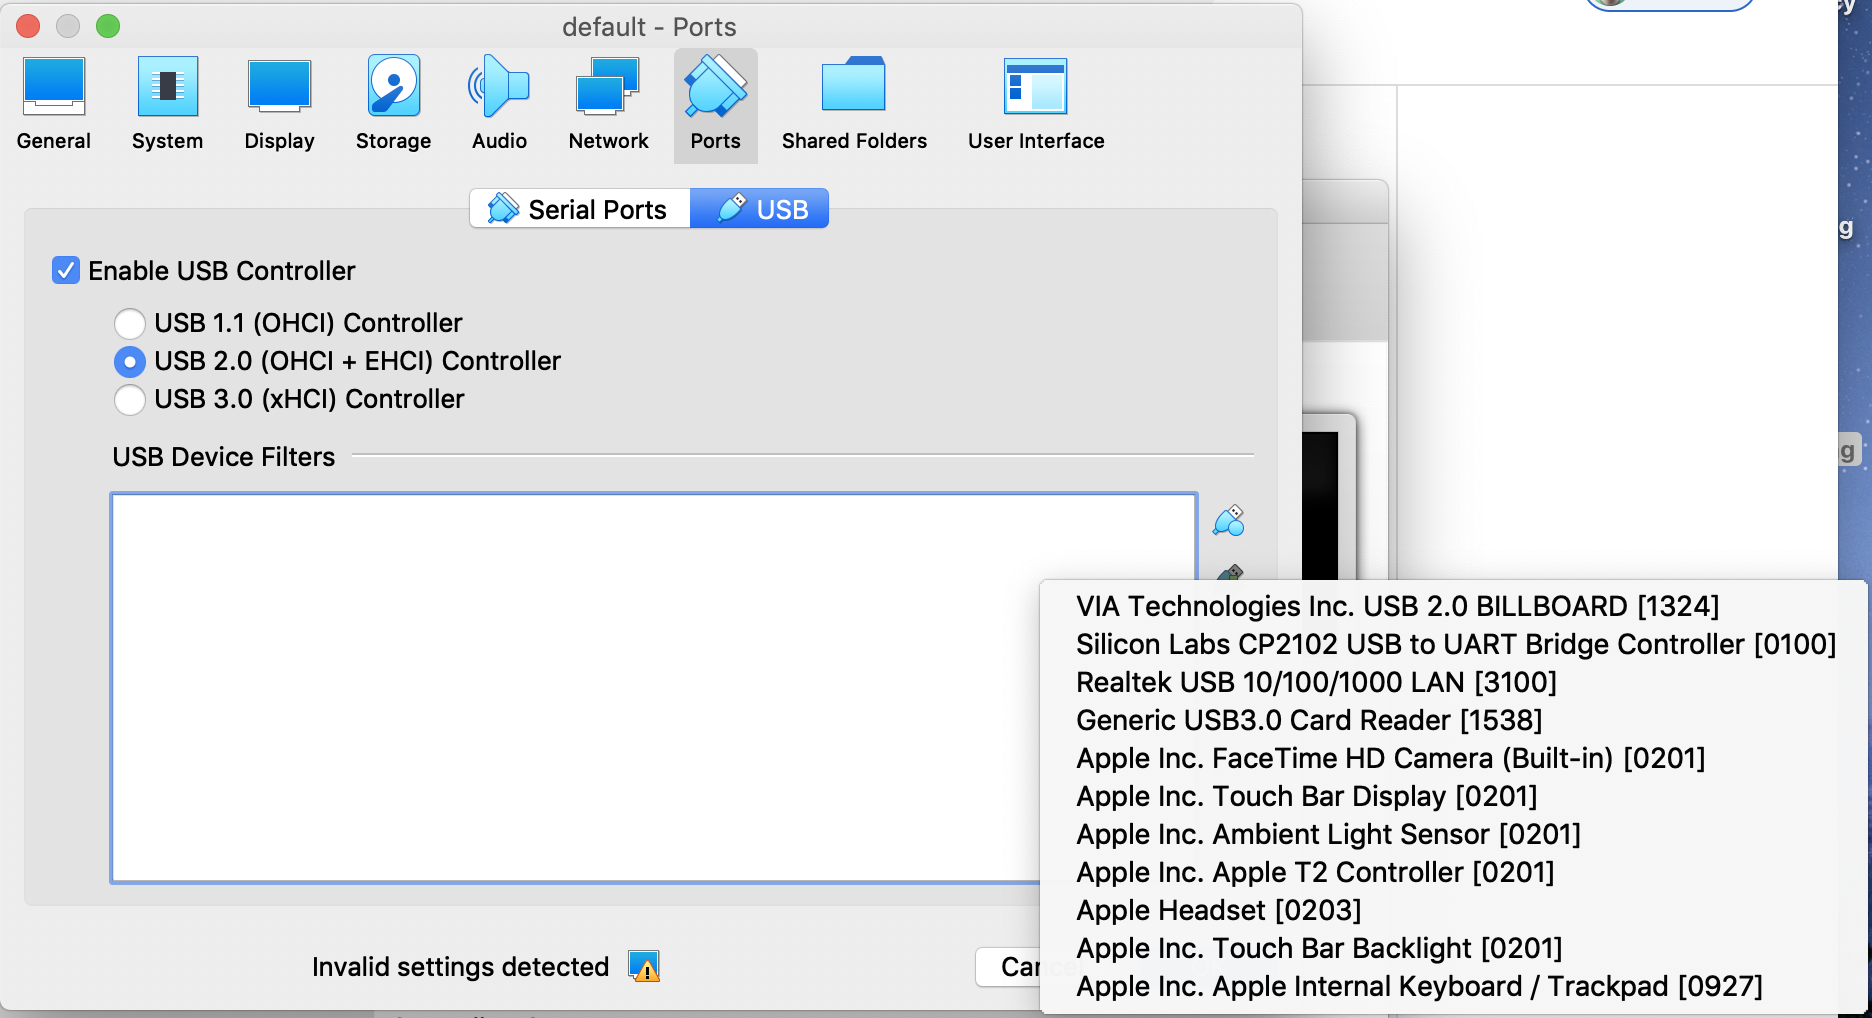 default - Ports
General
System
Display
Storage
Audio
Network
Ports
Shared Folders
User Interface
Serial Ports
USB
Enable USB Controller
USB 1.1 (OHCI) Controller
USB 2.0 (OHCI + EHCI) Controller
USB 3.0 (xHCI) Controller
USB Device Filters
VIA Technologies Inc. USB 2.0 BILLBOARD [1324]
Silicon Labs CP2102 USB to UART Bridge Controller [0100]
Realtek USB 10/100/1000 LAN [3100]
Generic USB3.0 Card Reader [1538]
Apple Inc. FaceTime HD Camera (Built-in) [0201]
Apple Inc. Touch Bar Display [0201]
Apple Inc. Ambient Light Sensor [0201]
Apple Inc. Apple T2 Controller [0201]
Apple Headset [0203]
Apple Inc. Touch Bar Backlight [0201]
Apple Inc. Apple Internal Keyboard / Trackpad [0927]
Invalid settings detected
Cance